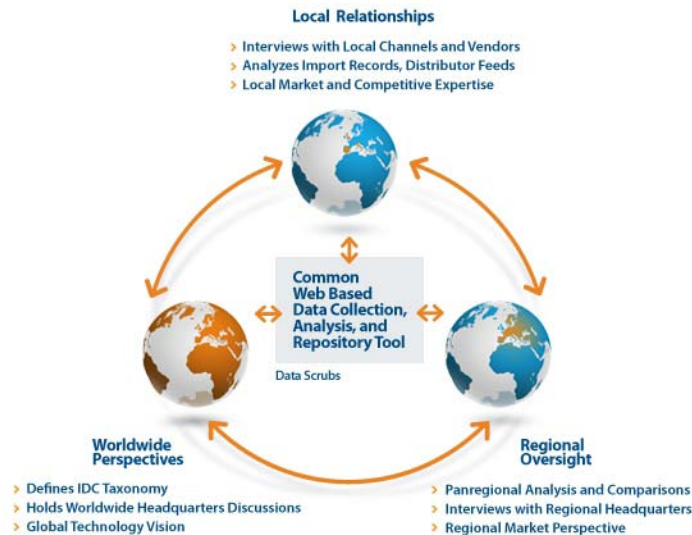 Local Relationships
> Interviews with Local Channels and Vendors
> Analyzes Import Records, Distributor Feeds
> Local Market and Competitive Expertise
Common
Web Based
Data Collection,
Analysis, and
Repository Tool
Data Scrubs
Worldwide
Perspectives
> Defines IDC Taxonomy
> Holds Worldwide Headquarters Discussions
> Global Technology Vision
Regional
Oversight
> Panregional Analysis and Comparisons
> Interviews with Regional Headquarters
> Regional Market Perspective